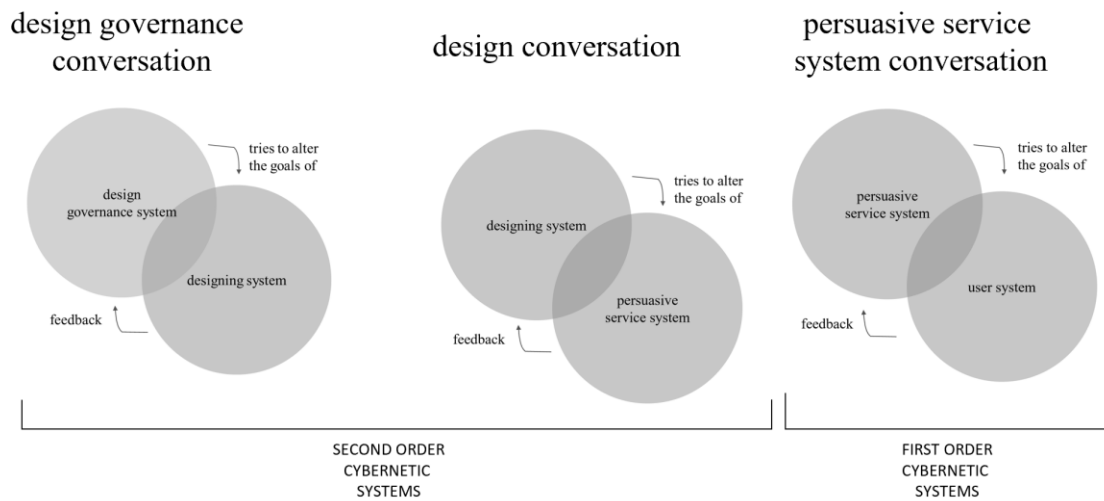 design governance
conversation
design
governance system
tries to alter
the goals of
designing system
feedback
design conversation
designing system
tries to alter
the goals of
persuasive
service system
feedback
persuasive service
system conversation
persuasive
service system
tries to alter
the goals of
user system
feedback
SECOND ORDER
CYBERNETIC
SYSTEMS
FIRST ORDER
CYBERNETIC
SYSTEMS